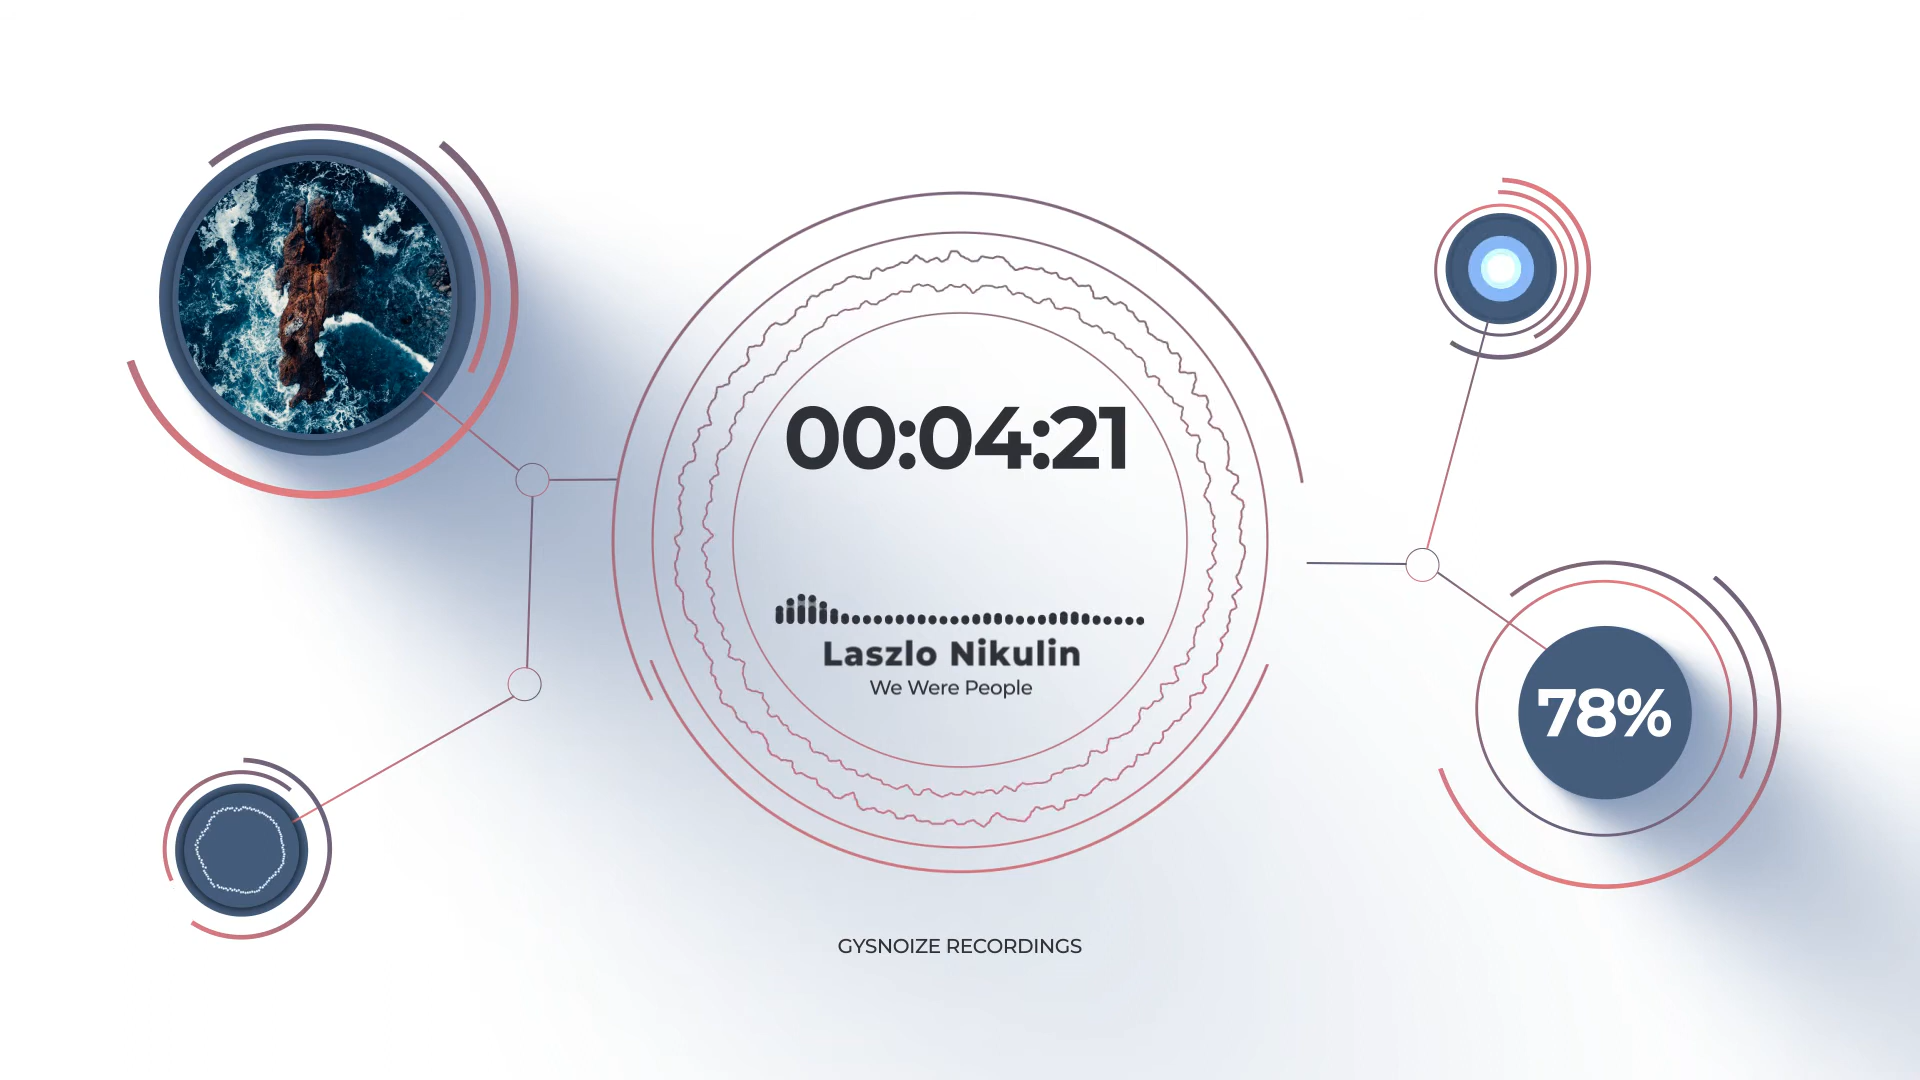 00:04:21
Laszlo Nikulin
We Were People
78%
GYSNOIZE RECORDINGS